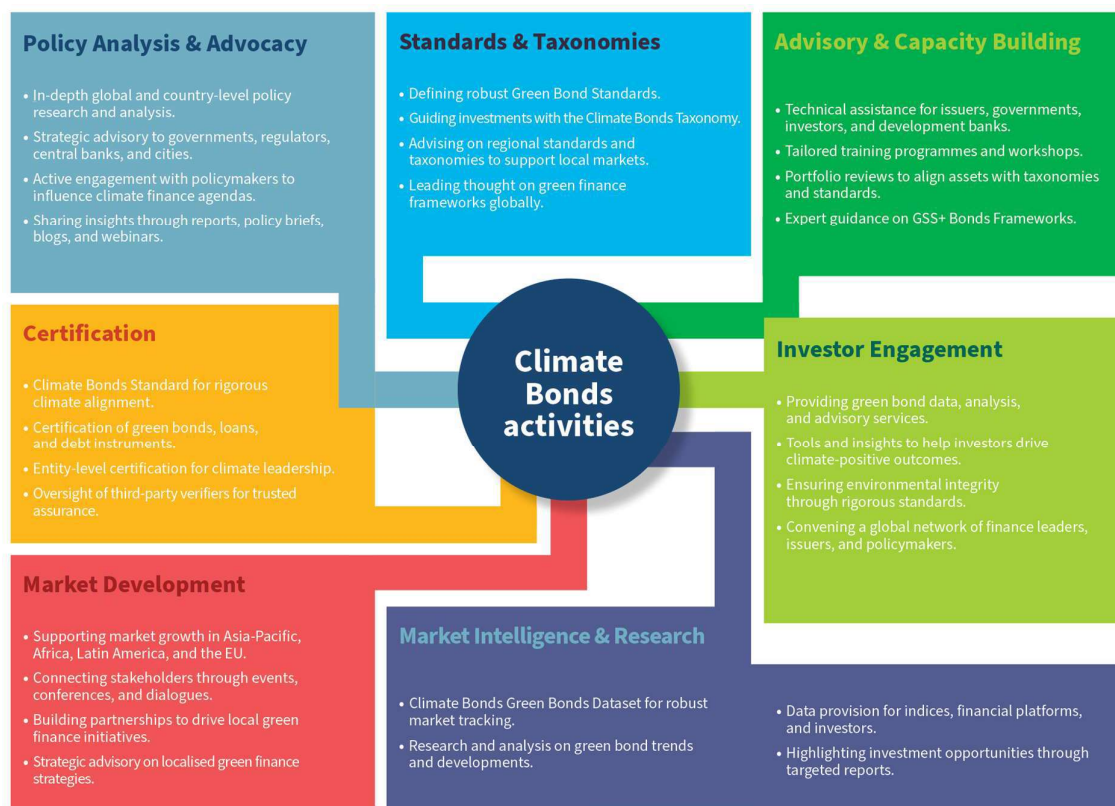 Policy Analysis & Advocacy
• In-depth global and country-level policy
research and analysis.
• Strategic advisory to governments, regulators,
central banks, and cities.
• Active engagement with policymakers to
influence climate finance agendas.
• Sharing insights through reports, policy briefs,
blogs, and webinars.
Standards & Taxonomies
• Defining robust Green Bond Standards.
• Guiding investments with the Climate Bonds Taxonomy.
• Advising on regional standards and
taxonomies to support local markets.
• Leading thought on green finance
frameworks globally.
Advisory & Capacity Building
• Technical assistance for issuers, governments,
investors, and development banks.
• Tailored training programmes and workshops.
• Portfolio reviews to align assets with taxonomies
and standards.
• Expert guidance on GSS+ Bonds Frameworks.
Certification
• Climate Bonds Standard for rigorous
climate alignment.
• Certification of green bonds, loans,
and debt instruments.
• Entity-level certification for climate leadership.
• Oversight of third-party verifiers for trusted
assurance.
Climate
Bonds
activities
Investor Engagement
• Providing green bond data, analysis,
and advisory services.
• Tools and insights to help investors drive
climate-positive outcomes.
• Ensuring environmental integrity
through rigorous standards.
• Convening a global network of finance leaders,
issuers, and policymakers.
Market Development
• Supporting market growth in Asia-Pacific,
Africa, Latin America, and the EU.
• Connecting stakeholders through events,
conferences, and dialogues.
• Building partnerships to drive local green
finance initiatives.
• Strategic advisory on localised green finance
strategies.
Market Intelligence & Research
• Climate Bonds Green Bonds Dataset for robust
market tracking.
• Research and analysis on green bond trends
and developments.
• Data provision for indices, financial platforms,
and investors.
• Highlighting investment opportunities through
targeted reports.